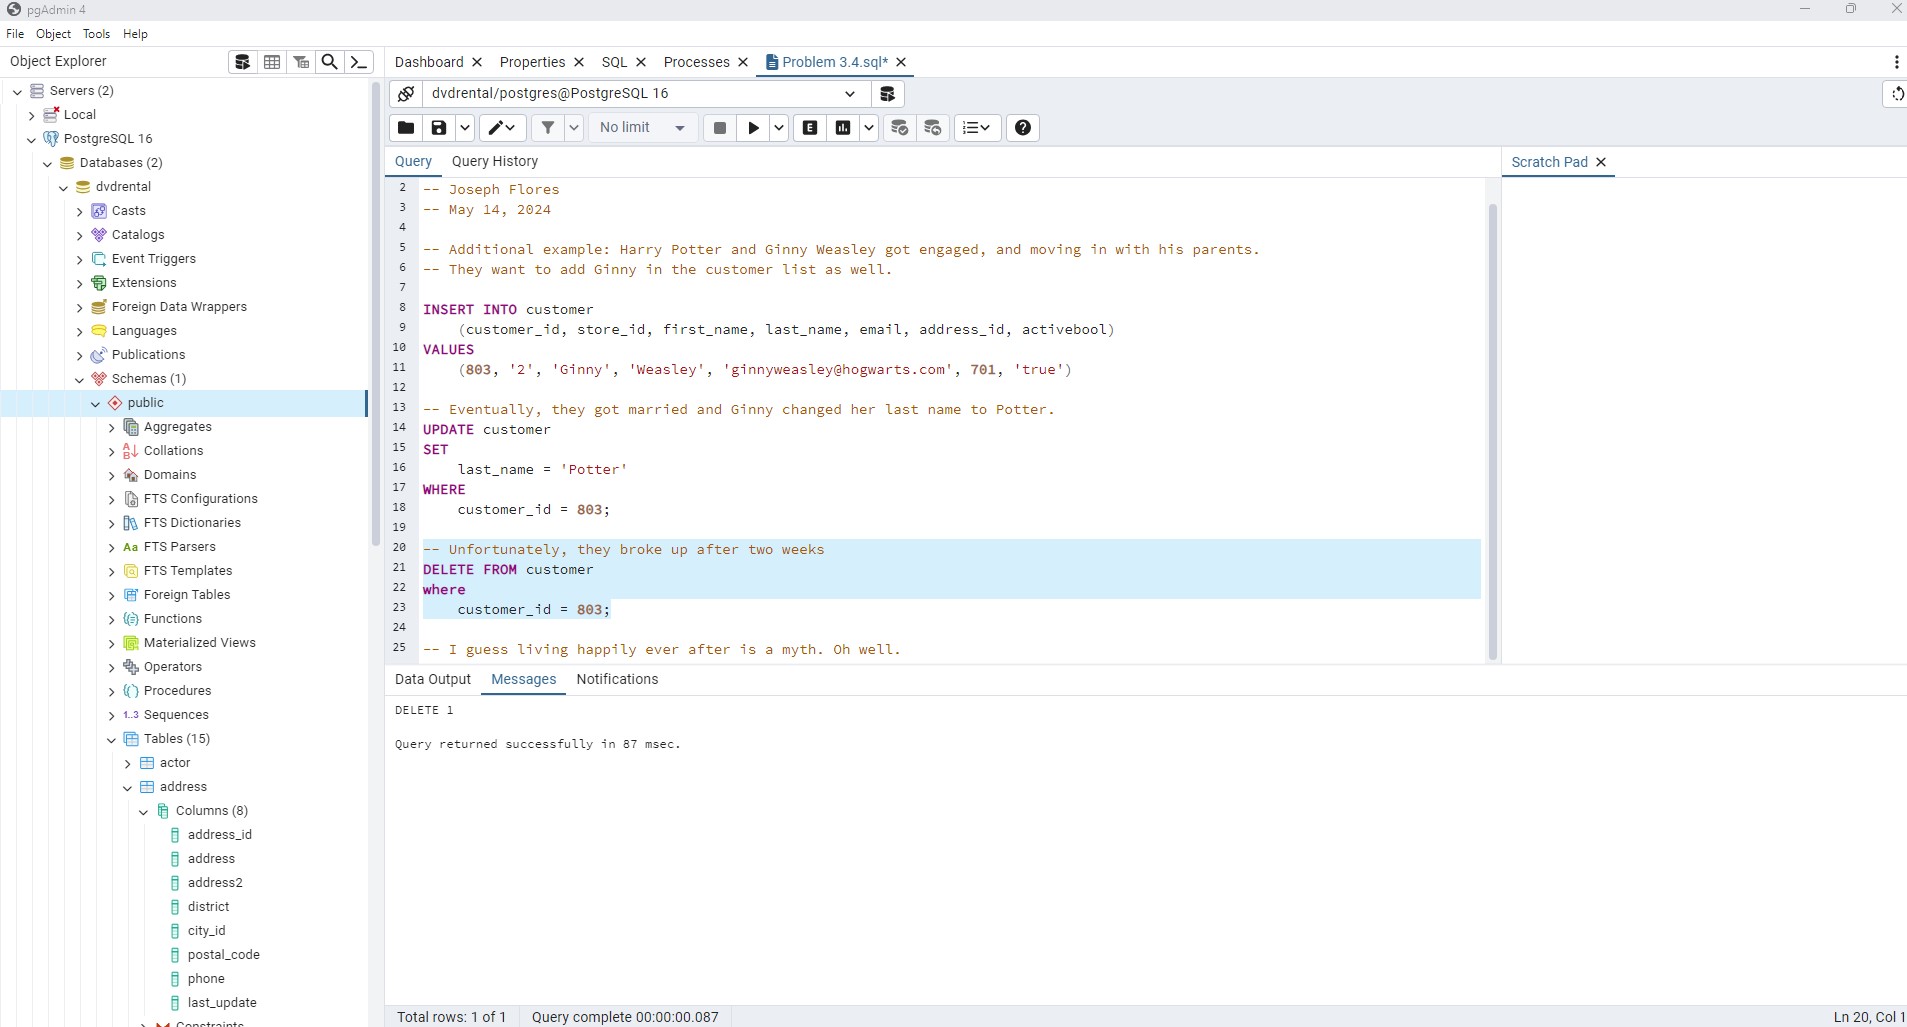 pgAdmin 4
File Object Tools Help
Object Explorer
Dashboard Properties SQL Processes Problem 3.4.sql*
Servers (2)
Local
PostgreSQL 16
Databases (2)
dvdrental
Casts
Catalogs
Event Triggers
Extensions
Foreign Data Wrappers
Languages
Publications
Schemas (1)
public
Aggregates
Collations
Domains
FTS Configurations
FTS Dictionaries
Aa FTS Parsers
FTS Templates
Foreign Tables
Functions
Materialized Views
Operators
Procedures
1..3 Sequences
Tables (15)
actor
address
Columns (8)
address_id
address
address2
district
city_id
postal_code
phone
last_update
Constraints
dvdrental/postgres@PostgreSQL 16
No limit
E
Query Query History
Scratch Pad
2 -- Joseph Flores
3 -- May 14, 2024
4
5 -- Additional example: Harry Potter and Ginny Weasley got engaged, and moving in with his parents.
6 -- They want to add Ginny in the customer list as well.
7
8 INSERT INTO customer
9 (customer_id, store_id, first_name, last_name, email, address_id, activebool)
10 VALUES
11 (803, '2', 'Ginny', 'Weasley', 'ginnyweasley@hogwarts.com', 701, 'true')
12
13 -- Eventually, they got married and Ginny changed her last name to Potter.
14 UPDATE customer
15 SET
16 last_name = 'Potter'
17 WHERE
18 customer_id = 803;
19
20 -- Unfortunately, they broke up after two weeks
21 DELETE FROM customer
22 where
23 customer_id = 803;
24
25 -- I guess living happily ever after is a myth. Oh well.
Data Output Messages Notifications
DELETE 1
Query returned successfully in 87 msec.
Total rows: 1 of 1 Query complete 00:00:00.087
Ln 20, Col 1